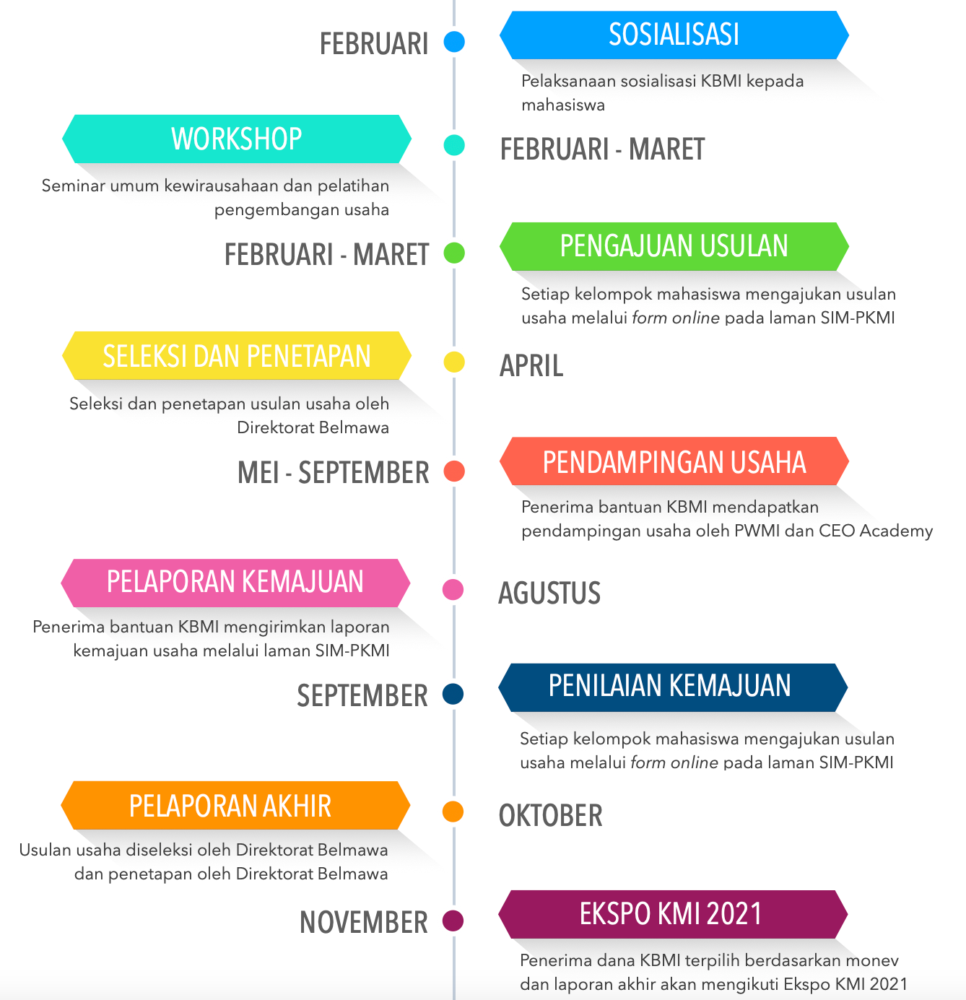 FEBRUARI
SOSIALISASI
Pelaksanaan sosialisasi KBMI kepada
mahasiswa
WORKSHOP
FEBRUARI - MARET
Seminar umum kewirausahaan dan pelatihan
pengembangan usaha
FEBRUARI - MARET
PENGAJUAN USULAN
Setiap kelompok mahasiswa mengajukan usulan
usaha melalui form online pada laman SIM-PKMI
SELEKSI DAN PENETAPAN
APRIL
Seleksi dan penetapan usulan usaha oleh
Direktorat Belmawa
MEI - SEPTEMBER
PENDAMPINGAN USAHA
Penerima bantuan KBMI mendapatkan
pendampingan usaha oleh PWMI dan CEO Academy
PELAPORAN KEMAJUAN
AGUSTUS
Penerima bantuan KBMI mengirimkan laporan
kemajuan usaha melalui laman SIM-PKMI
SEPTEMBER
PENILAIAN KEMAJUAN
Setiap kelompok mahasiswa mengajukan usulan
usaha melalui form online pada laman SIM-PKMI
PELAPORAN AKHIR
OKTOBER
Usulan usaha diseleksi oleh Direktorat Belmawa
dan penetapan oleh Direktorat Belmawa
NOVEMBER
EKSPO KMI 2021
Penerima dana KBMI terpilih berdasarkan monev
dan laporan akhir akan mengikuti Ekspo KMI 2021